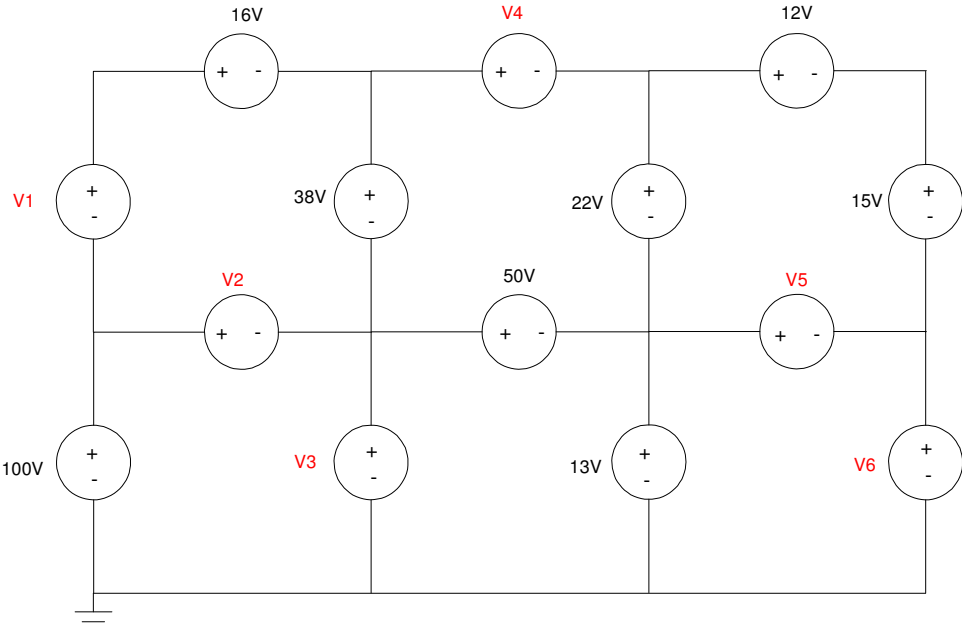 16V
V4
12V
+ -
+ -
+ -
V1
+
-
38V
+
-
22V
+
-
15V
+
-
V2
50V
V5
+ -
+ -
+ -
100V
+
-
V3
+
-
13V
+
-
V6
+
-